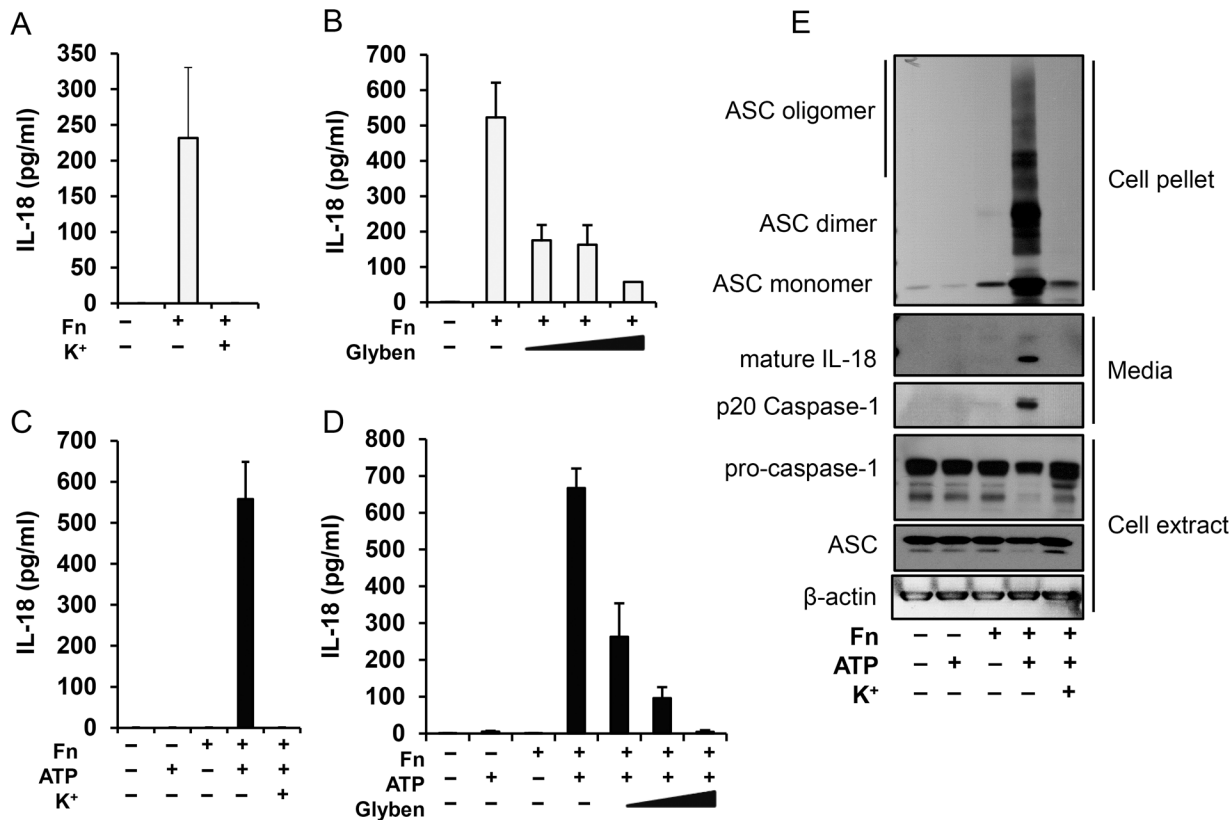 A
IL-18 (pg/ml)
350
300
250
200
150
100
50
0
Fn – + +
K⁺ – – +
B
IL-18 (pg/ml)
700
600
500
400
300
200
100
0
Fn – + + + +
Glyben – –
C
IL-18 (pg/ml)
700
600
500
400
300
200
100
0
Fn – – + + +
ATP – + – + +
K⁺ – – – – +
D
IL-18 (pg/ml)
800
700
600
500
400
300
200
100
0
Fn – – + + + + +
ATP – + – + + + +
Glyben – – – –
E
ASC oligomer
ASC dimer
ASC monomer
Cell pellet
mature IL-18
p20 Caspase-1
Media
pro-caspase-1
ASC
β-actin
Cell extract
Fn – – + + +
ATP – + – + +
K⁺ – – – – +